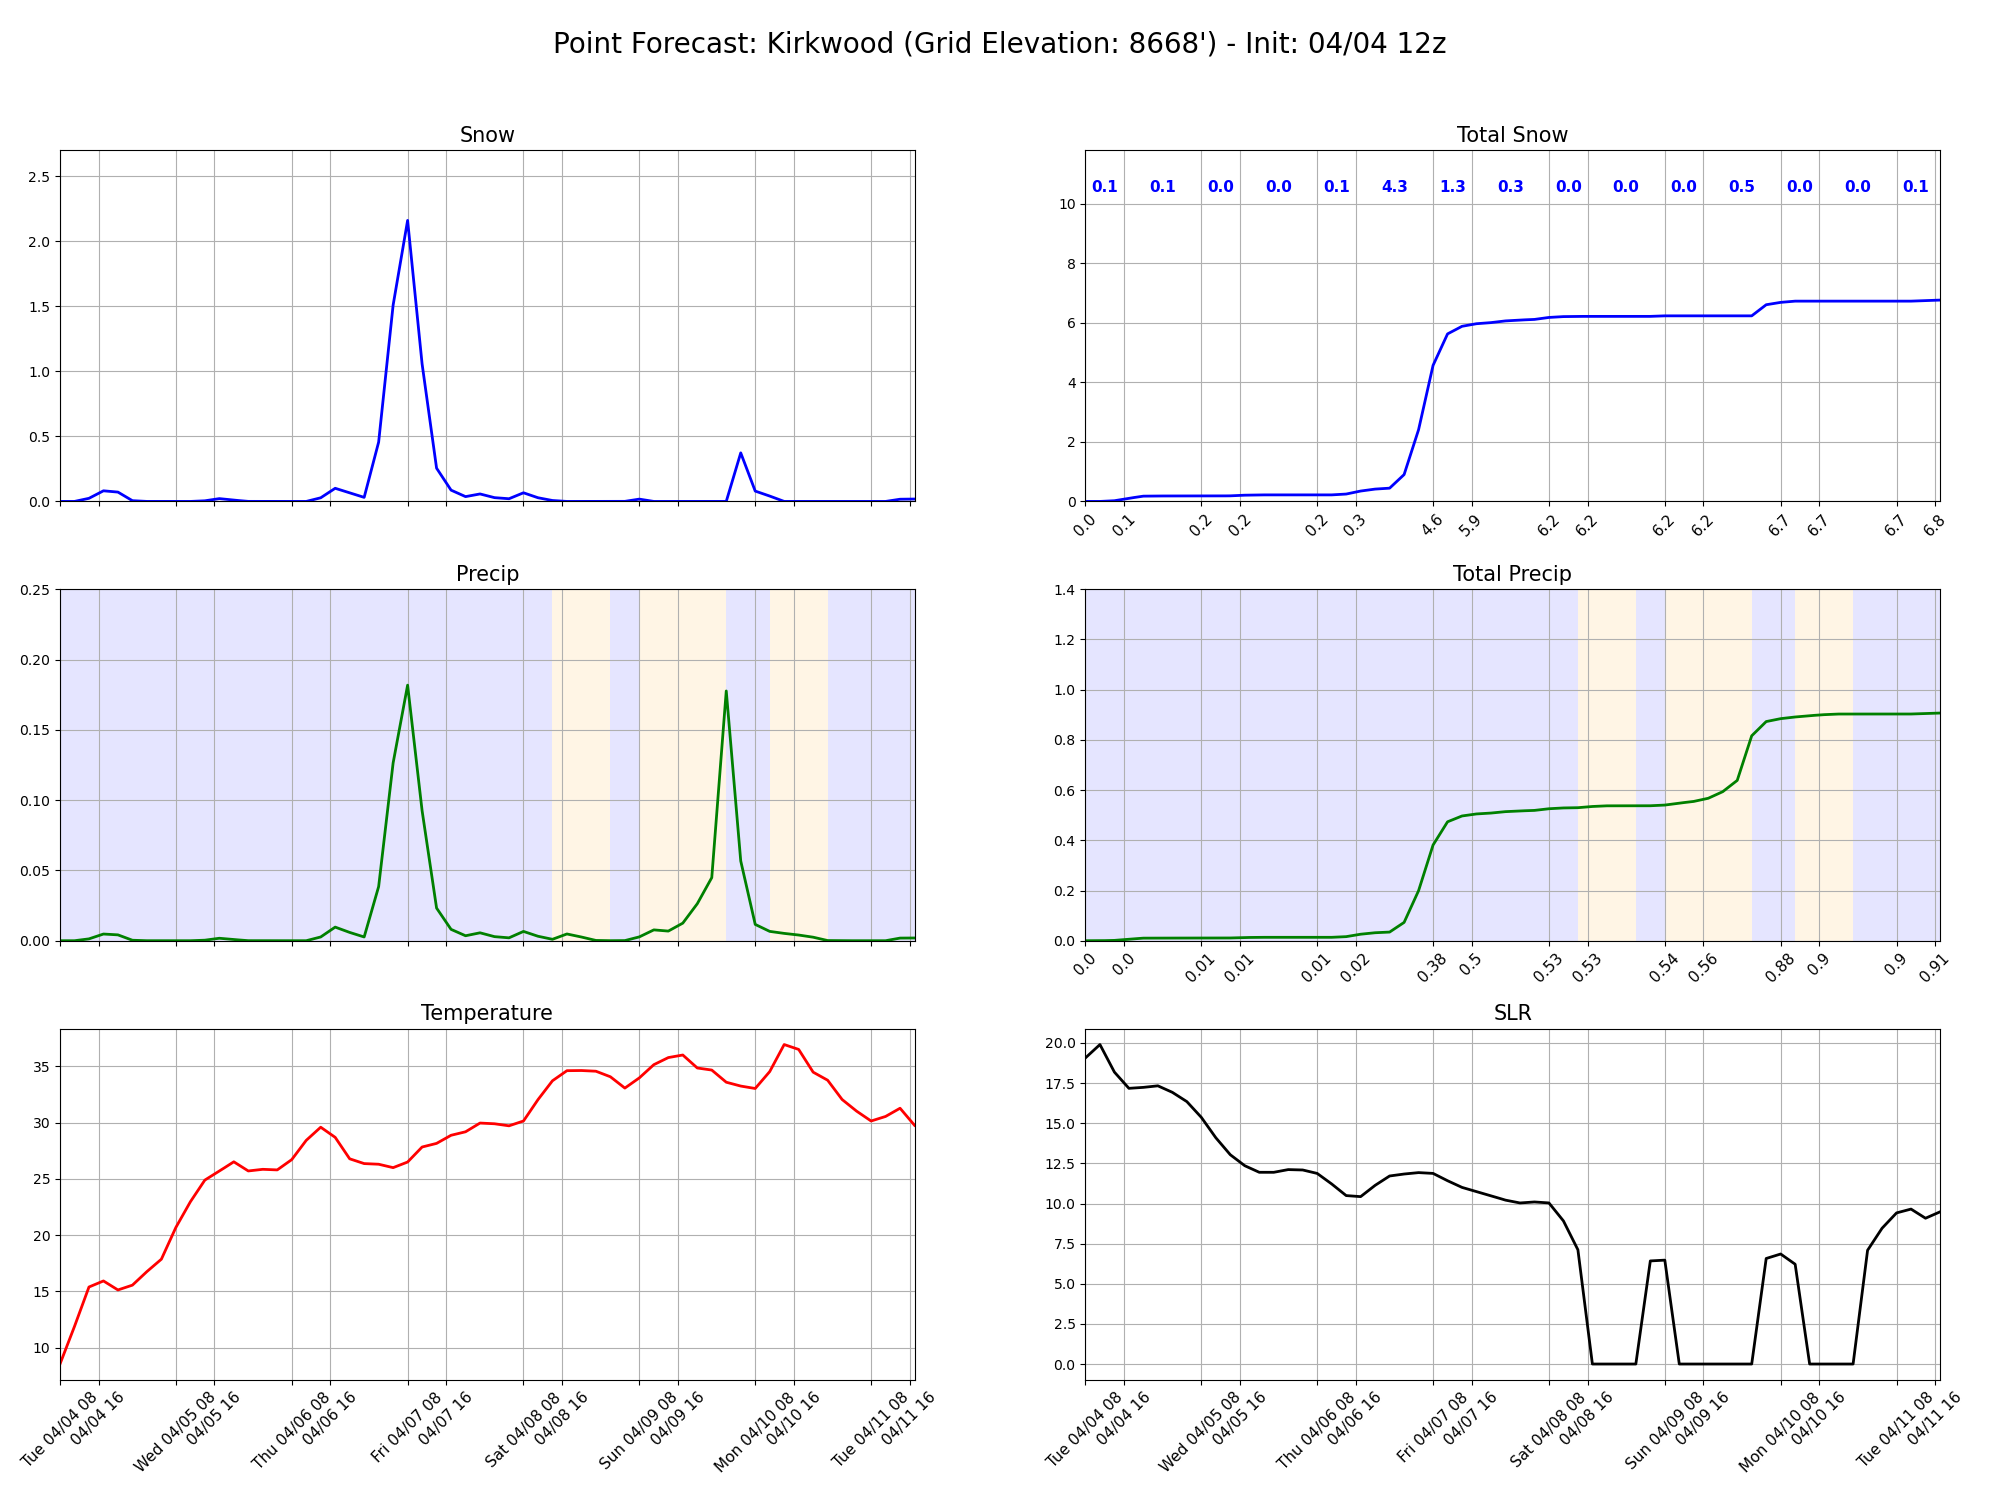 Point Forecast: Kirkwood (Grid Elevation: 8668') - Init: 04/04 12z
Snow
2.5
2.0
1.5
1.0
0.5
0.0
Total Snow
0.1 0.1 0.0 0.0 0.1 4.3 1.3 0.3 0.0 0.0 0.0 0.5 0.0 0.0 0.1
10
8
6
4
2
0
0.0 0.1 0.2 0.2 0.2 0.3 4.6 5.9 6.2 6.2 6.2 6.2 6.7 6.7 6.7 6.8
Precip
0.25
0.20
0.15
0.10
0.05
0.00
Total Precip
1.4
1.2
1.0
0.8
0.6
0.4
0.2
0.0
0.0 0.0 0.01 0.01 0.01 0.02 0.38 0.5 0.53 0.53 0.54 0.56 0.88 0.9 0.9 0.91
Temperature
35
30
25
20
15
10
Tue 04/04 08
04/04 16
Wed 04/05 08
04/05 16
Thu 04/06 08
04/06 16
Fri 04/07 08
04/07 16
Sat 04/08 08
04/08 16
Sun 04/09 08
04/09 16
Mon 04/10 08
04/10 16
Tue 04/11 08
04/11 16
SLR
20.0
17.5
15.0
12.5
10.0
7.5
5.0
2.5
0.0
Tue 04/04 08
04/04 16
Wed 04/05 08
04/05 16
Thu 04/06 08
04/06 16
Fri 04/07 08
04/07 16
Sat 04/08 08
04/08 16
Sun 04/09 08
04/09 16
Mon 04/10 08
04/10 16
Tue 04/11 08
04/11 16